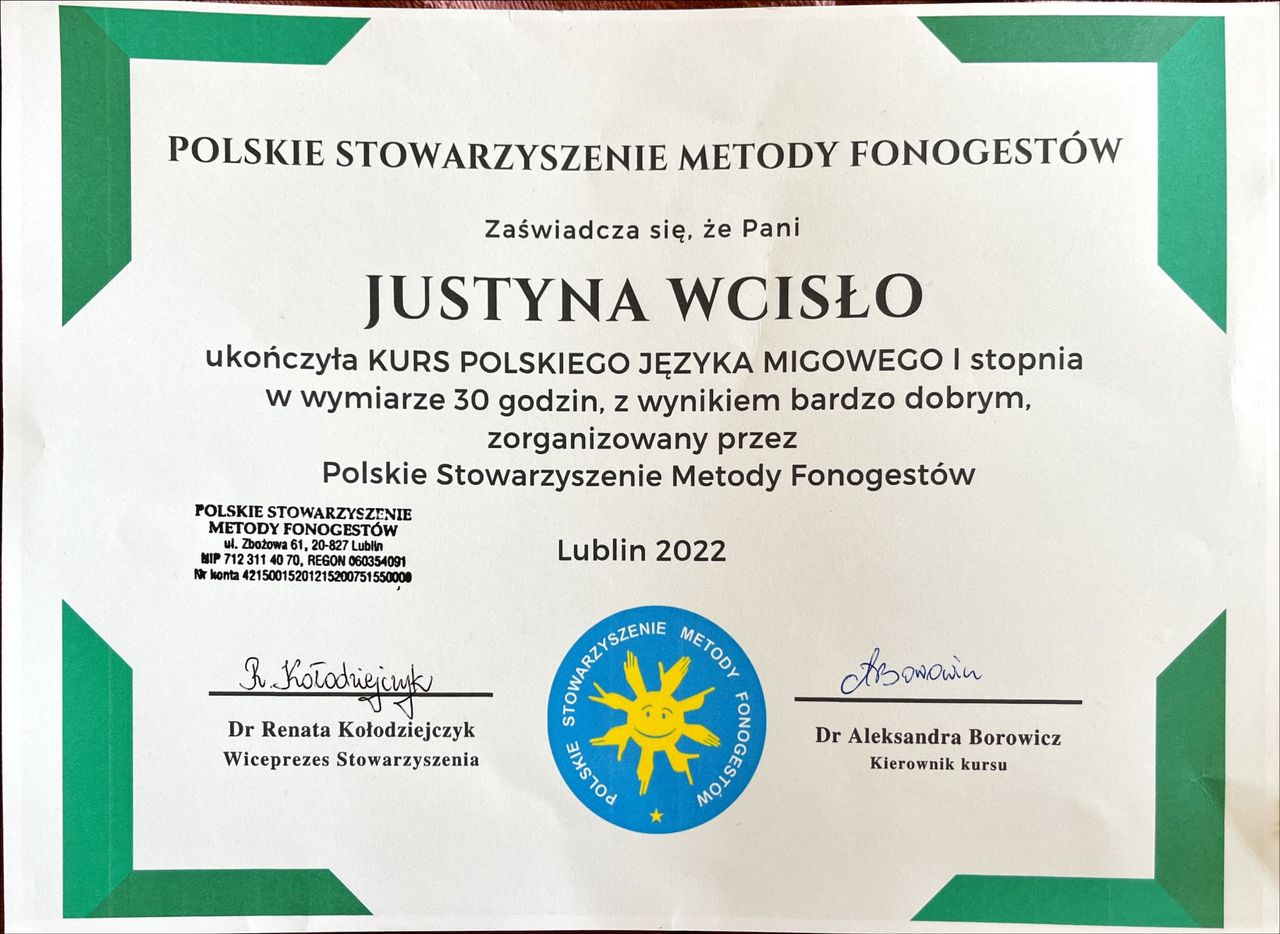 POLSKIE STOWARZYSZENIE METODY FONOGESTÓW
Zaświadcza się, że Pani
JUSTYNA WCISŁO
ukończyła KURS POLSKIEGO JĘZYKA MIGOWEGO I stopnia
w wymiarze 30 godzin, z wynikiem bardzo dobrym,
zorganizowany przez
Polskie Stowarzyszenie Metody Fonogestów
POLSKIE STOWARZYSZENIE
METODY FONOGESTÓW
ul. Zbożowa 61, 20-827 Lublin
NIP 712 311 40 70, REGON 060354091
Nr konta 42150015201215200751550000
Lublin 2022
R. Kołodziejczyk
Dr Renata Kołodziejczyk
Wiceprezes Stowarzyszenia
POLSKIE STOWARZYSZENIE METODY FONOGESTÓW
ABorowicz
Dr Aleksandra Borowicz
Kierownik kursu